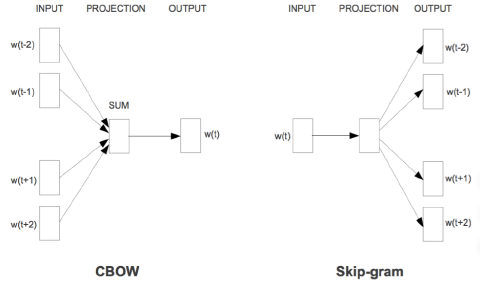 INPUT PROJECTION OUTPUT
w(t-2)
w(t-1)
SUM
w(t)
w(t+1)
w(t+2)
CBOW
INPUT PROJECTION OUTPUT
w(t-2)
w(t-1)
w(t)
w(t+1)
w(t+2)
Skip-gram